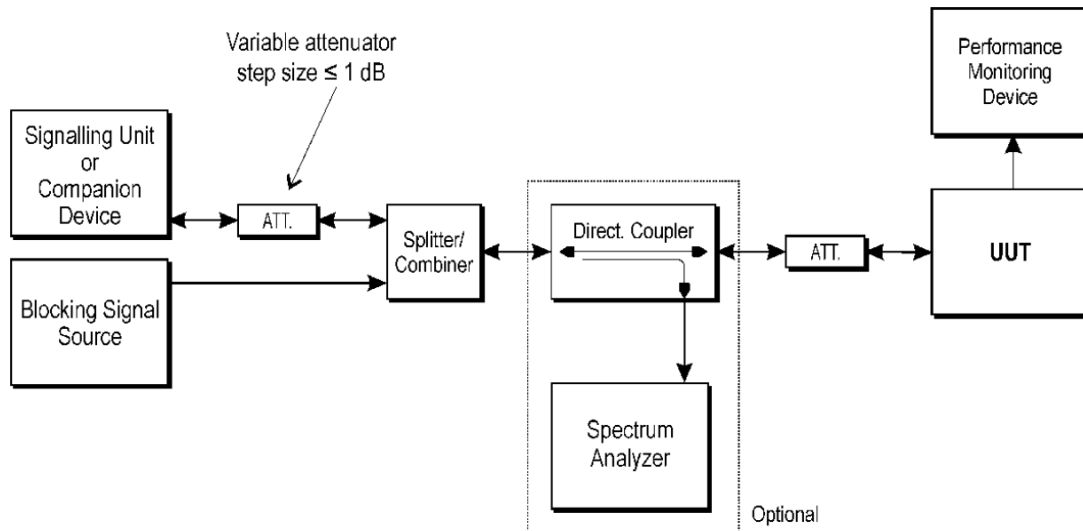 Variable attenuator
step size ≤ 1 dB
Performance
Monitoring
Device
Signalling Unit
or
Companion
Device
ATT.
Splitter/
Combiner
Direct. Coupler
ATT.
UUT
Blocking Signal
Source
Spectrum
Analyzer
Optional